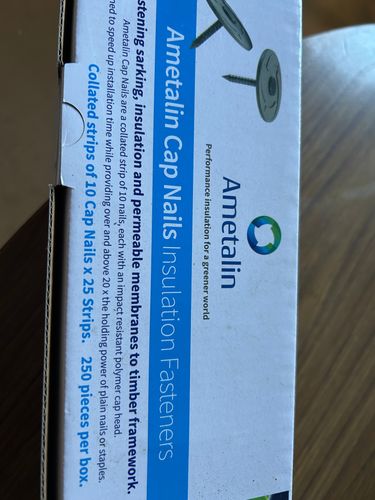 Ametalin
Performance insulation for a greener world
Ametalin Cap Nails Insulation Fasteners
stening sarking, insulation and permeable membranes to timber framework.
Ametalin Cap Nails are a collated strip of 10 nails, each with an impact resistant polymer cap head.
ned to speed up installation time while providing over and above 20 x the holding power of plain nails or staples.
Collated strips of 10 Cap Nails x 25 Strips. 250 pieces per box.